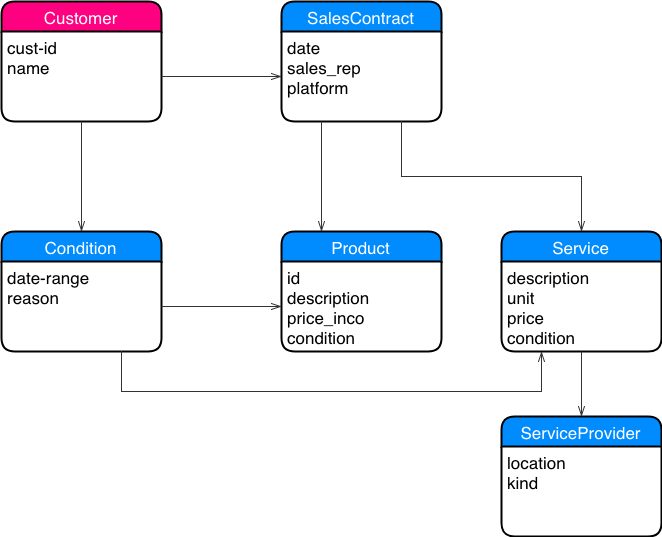 Customer
cust-id
name
SalesContract
date
sales_rep
platform
Condition
date-range
reason
Product
id
description
price_inco
condition
Service
description
unit
price
condition
ServiceProvider
location
kind